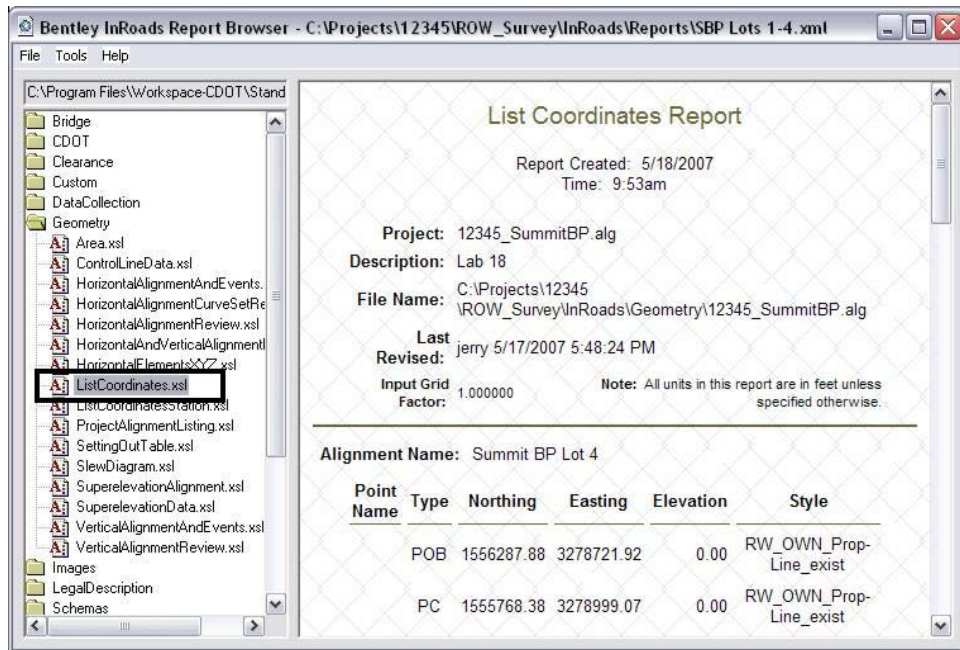 Bentley InRoads Report Browser - C:\Projects\12345\ROW_Survey\InRoads\Reports\SBP Lots 1-4.xml
File Tools Help
C:\Program Files\Workspace-CDOT\Stand
Bridge
CDOT
Clearance
Custom
DataCollection
Geometry
Area.xsl
ControlLineData.xsl
HorizontalAlignmentAndEvents.
HorizontalAlignmentCurveSetRe
HorizontalAlignmentReview.xsl
HorizontalAndVerticalAlignmentI
HorizontalElementsXYZ.xsl
ListCoordinates.xsl
ListCoordinatesStation.xsl
ProjectAlignmentListing.xsl
SettingOutTable.xsl
SlewDiagram.xsl
SuperelevationAlignment.xsl
SuperelevationData.xsl
VerticalAlignmentAndEvents.xsl
VerticalAlignmentReview.xsl
Images
LegalDescription
Schemas
List Coordinates Report
Report Created: 5/18/2007
Time: 9:53am
Project: 12345_SummitBP.alg
Description: Lab 18
File Name: C:\Projects\12345
\ROW_Survey\InRoads\Geometry\12345_SummitBP.alg
Last
Revised: jerry 5/17/2007 5:48:24 PM
Input Grid
Factor: 1.000000
Note: All units in this report are in feet unless
specified otherwise.
Alignment Name: Summit BP Lot 4
Point
Name Type Northing Easting Elevation Style
POB 1556287.88 3278721.92 0.00 RW_OWN_Prop-
Line_exist
PC 1555768.38 3278999.07 0.00 RW_OWN_Prop-
Line_exist